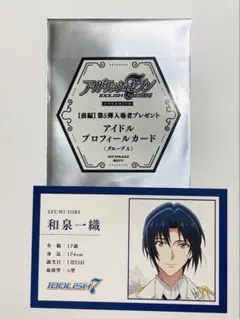 アイドリッシュセブン
IDOLISH7
【前編】第5弾入場者プレゼント
アイドル
プロフィールカード
（グループA）
IZUMI IORI
和泉一織
年 齢：17歳
身 長：174cm
誕生日：1月25日
血液型：A型
IDOLISH7